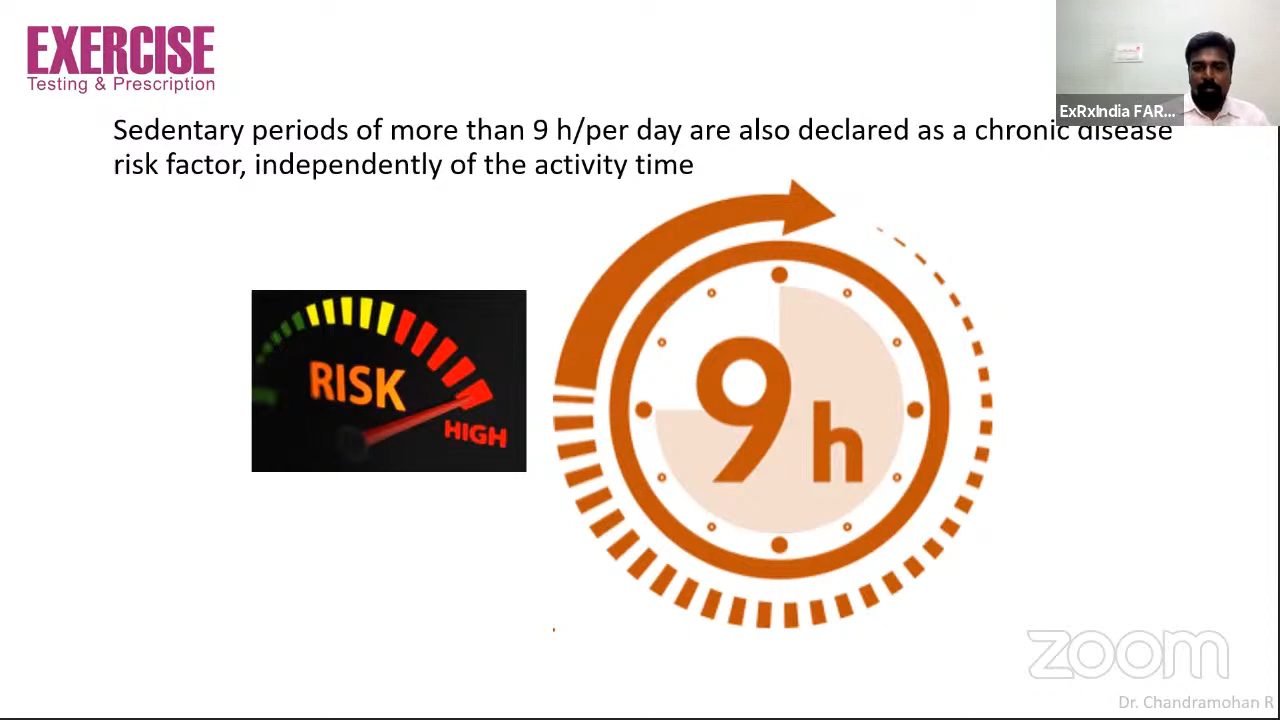 EXERCISE
Testing & Prescription
ExRxIndia FAR...
Sedentary periods of more than 9 h/per day are also declared as a chronic disease
risk factor, independently of the activity time
RISK
HIGH
9 h
zoom
Dr. Chandramohan R